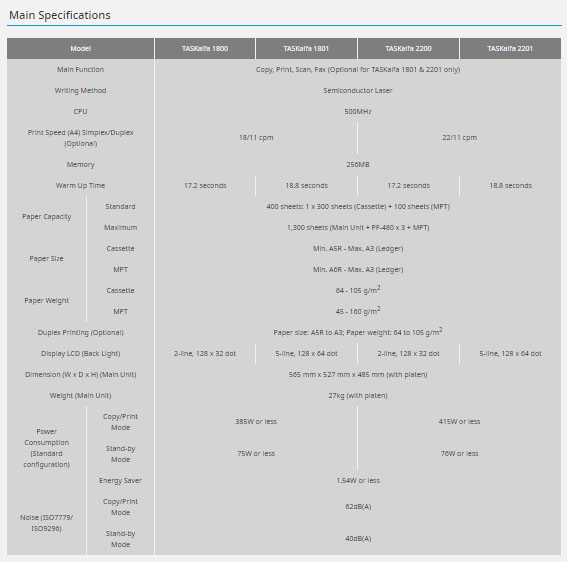 Main Specifications
Model TASKalfa 1800 TASKalfa 1801 TASKalfa 2200 TASKalfa 2201
Main Function Copy, Print, Scan, Fax (Optional for TASKalfa 1801 & 2201 only)
Writing Method Semiconductor Laser
CPU 500MHz
Print Speed (A4) Simplex/Duplex
(Optional) 18/11 cpm 22/11 cpm
Memory 256MB
Warm Up Time 17.2 seconds 18.8 seconds 17.2 seconds 18.8 seconds
Paper Capacity Standard 400 sheets: 1 x 300 sheets (Cassette) + 100 sheets (MPT)
Maximum 1,300 sheets (Main Unit + PF-480 x 3 + MPT)
Paper Size Cassette Min. A5R - Max. A3 (Ledger)
MPT Min. A6R - Max. A3 (Ledger)
Paper Weight Cassette 64 - 105 g/m2
MPT 45 - 160 g/m2
Duplex Printing (Optional) Paper size: A5R to A3; Paper weight: 64 to 105 g/m2
Display LCD (Back Light) 2-line, 128 x 32 dot 5-line, 128 x 64 dot 2-line, 128 x 32 dot 5-line, 128 x 64 dot
Dimension (W x D x H) (Main Unit) 565 mm x 527 mm x 485 mm (with platen)
Weight (Main Unit) 27kg (with platen)
Power
Consumption
(Standard
configuration) Copy/Print
Mode 385W or less 415W or less
Stand-by
Mode 75W or less 76W or less
Energy Saver 1.54W or less
Noise (ISO7779/
ISO9296) Copy/Print
Mode 62dB(A)
Stand-by
Mode 40dB(A)